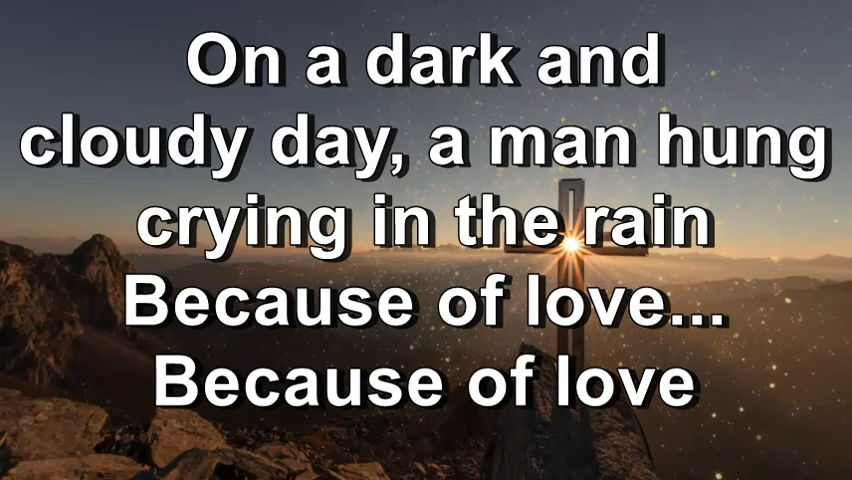 On a dark and
cloudy day, a man hung
crying in the rain
Because of love...
Because of love